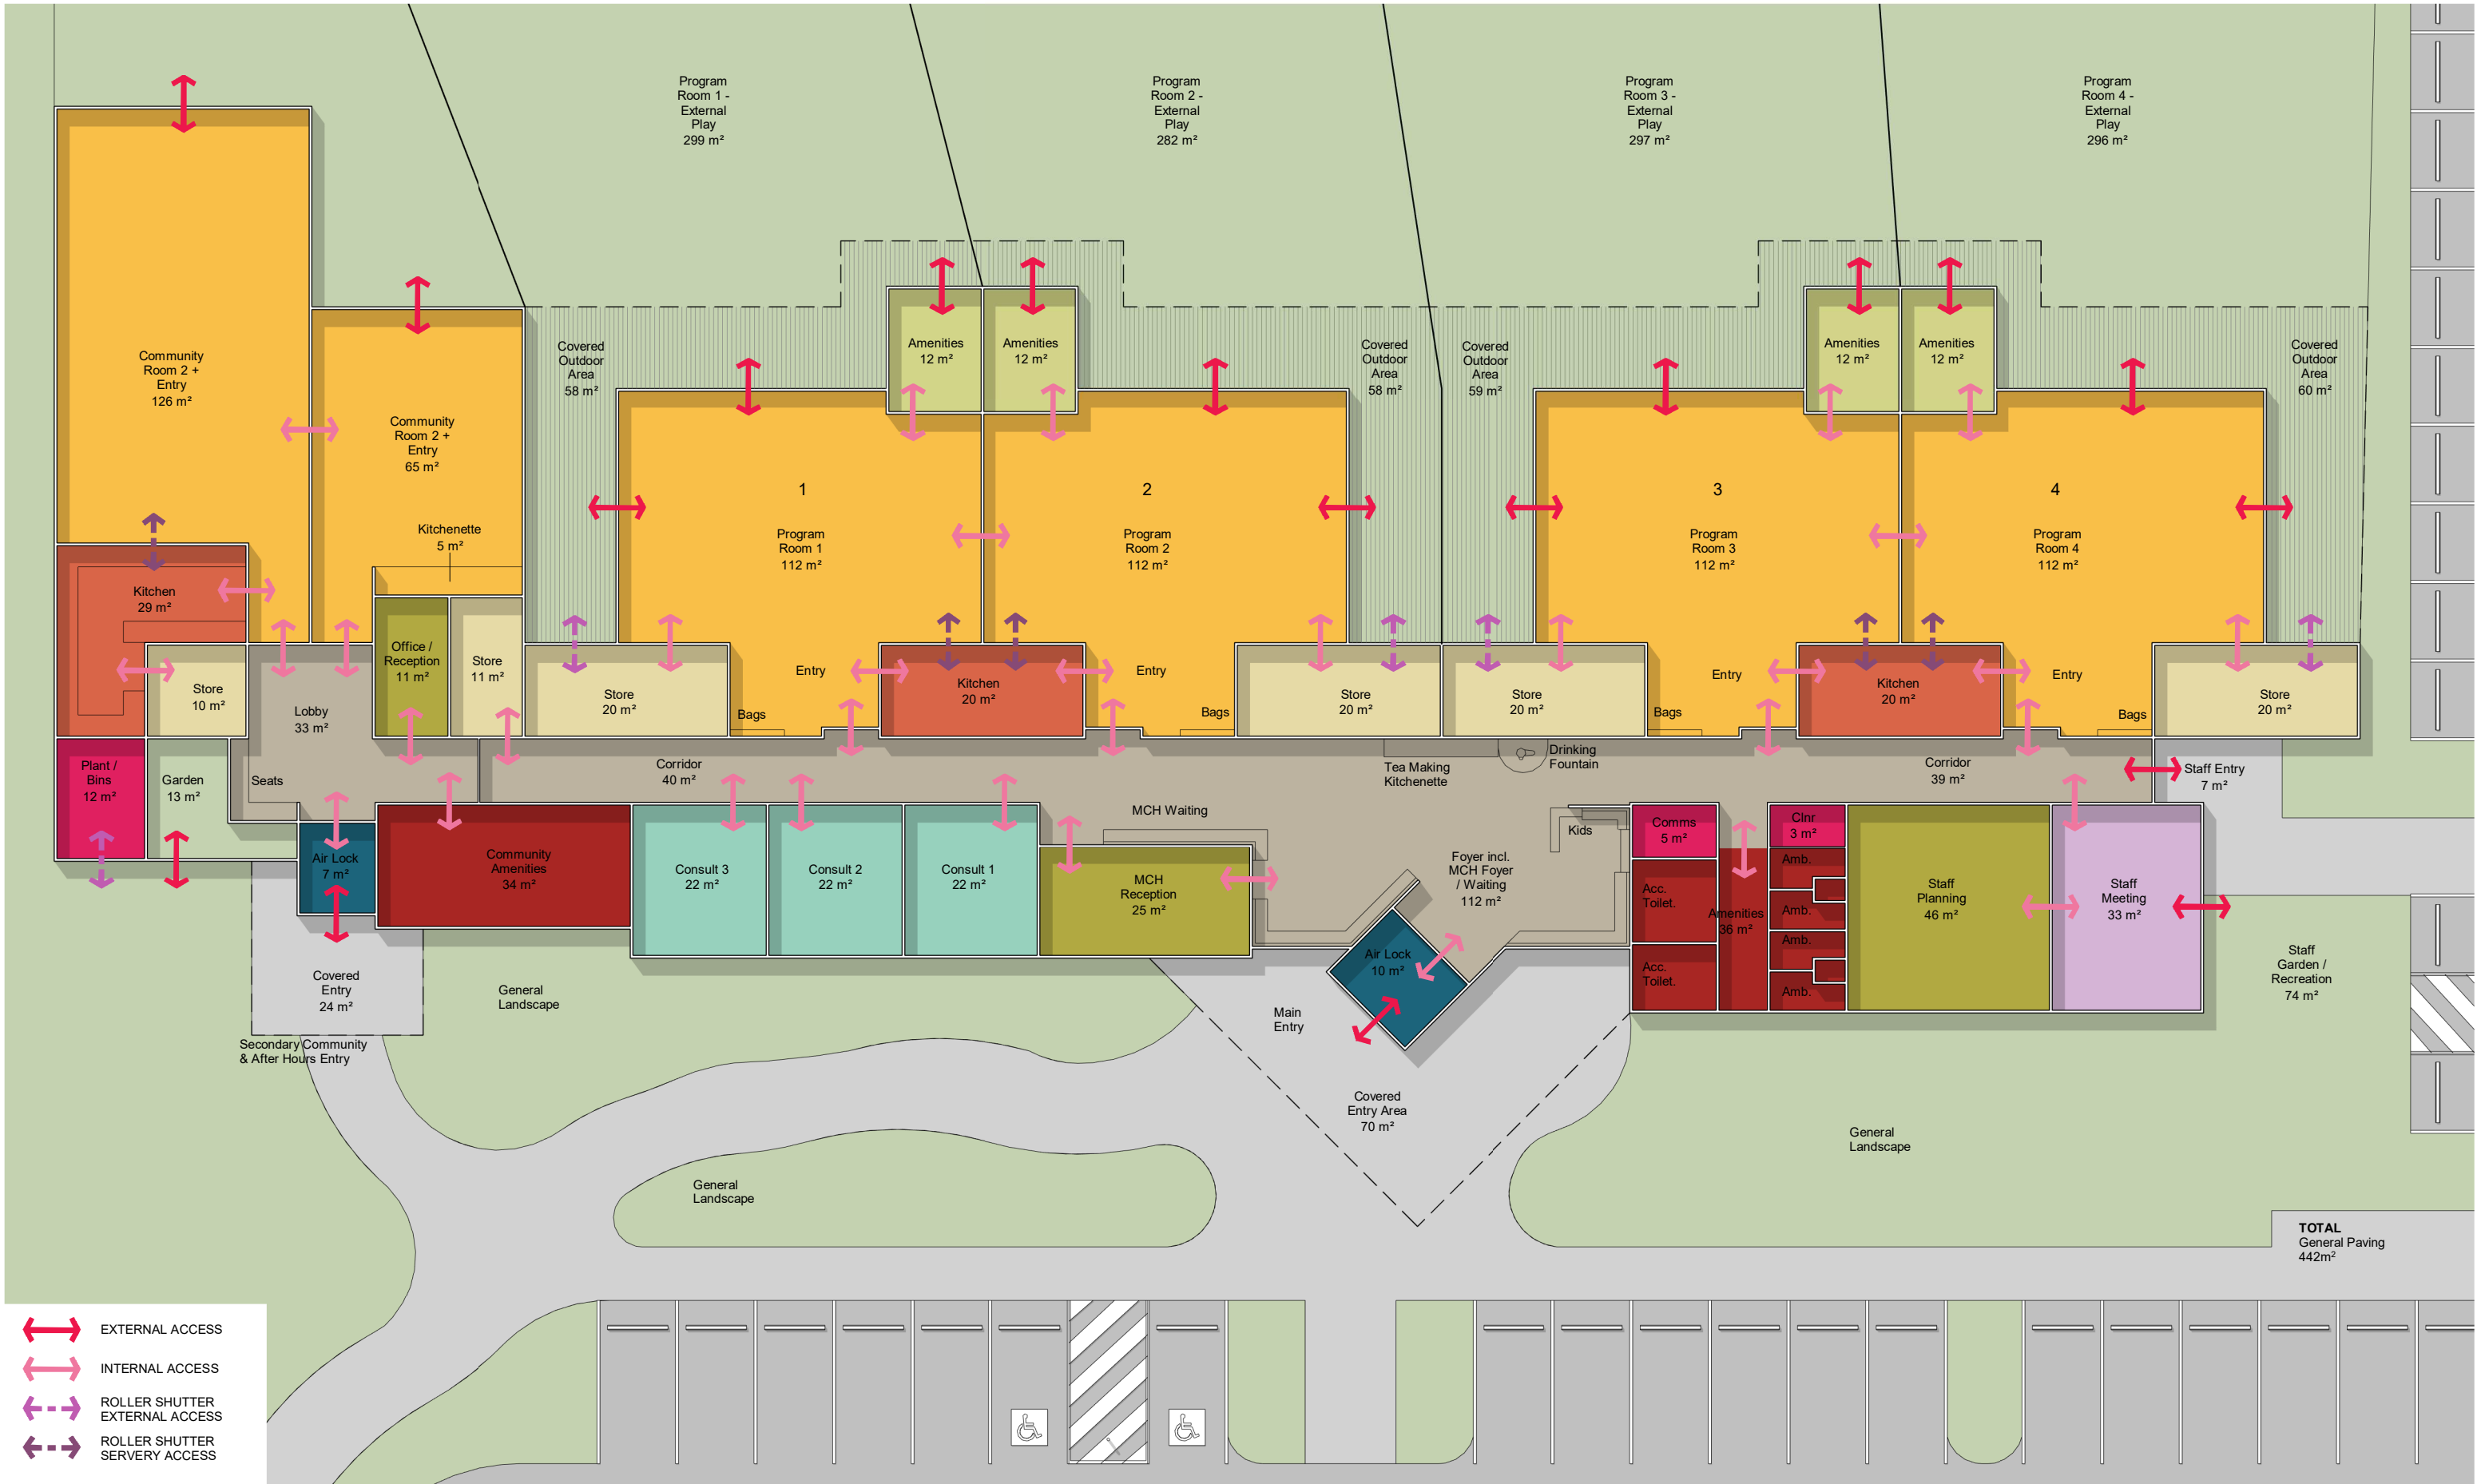 Program
Room 1 -
External
Play
299 m²
Program
Room 2 -
External
Play
282 m²
Program
Room 3 -
External
Play
297 m²
Program
Room 4 -
External
Play
296 m²
Community
Room 2 +
Entry
126 m²
Community
Room 2 +
Entry
65 m²
Kitchenette
5 m²
Covered
Outdoor
Area
58 m²
Amenities
12 m²
Amenities
12 m²
Covered
Outdoor
Area
58 m²
Covered
Outdoor
Area
59 m²
Amenities
12 m²
Amenities
12 m²
Covered
Outdoor
Area
60 m²
1
Program
Room 1
112 m²
2
Program
Room 2
112 m²
3
Program
Room 3
112 m²
4
Program
Room 4
112 m²
Kitchen
29 m²
Store
10 m²
Lobby
33 m²
Office /
Reception
11 m²
Store
11 m²
Store
20 m²
Entry
Bags
Kitchen
20 m²
Entry
Bags
Store
20 m²
Store
20 m²
Entry
Bags
Kitchen
20 m²
Entry
Bags
Store
20 m²
Plant /
Bins
12 m²
Garden
13 m²
Seats
Corridor
40 m²
Tea Making
Kitchenette
Drinking
Fountain
Corridor
39 m²
Staff Entry
7 m²
MCH Waiting
Air Lock
7 m²
Community
Amenities
34 m²
Consult 3
22 m²
Consult 2
22 m²
Consult 1
22 m²
MCH
Reception
25 m²
Foyer incl.
MCH Foyer
/ Waiting
112 m²
Kids
Comms
5 m²
Acc.
Toilet.
Acc.
Toilet.
Amenities
36 m²
Clnr
3 m²
Amb.
Amb.
Amb.
Amb.
Staff
Planning
46 m²
Staff
Meeting
33 m²
Staff
Garden /
Recreation
74 m²
Air Lock
10 m²
Covered
Entry
24 m²
Secondary Community
& After Hours Entry
General
Landscape
Main
Entry
Covered
Entry Area
70 m²
General
Landscape
General
Landscape
TOTAL
General Paving
442m²
EXTERNAL ACCESS
INTERNAL ACCESS
ROLLER SHUTTER
EXTERNAL ACCESS
ROLLER SHUTTER
SERVERY ACCESS